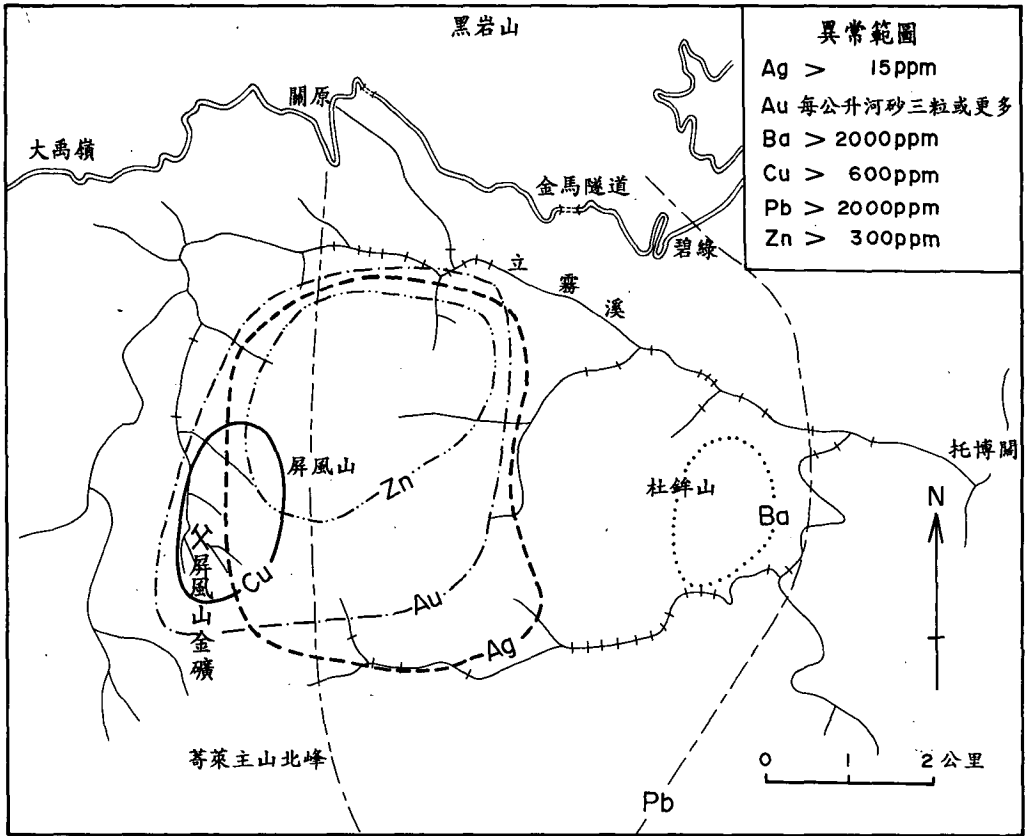 黑岩山
異常範圍
Ag > 15ppm
Au 每公升河砂三粒或更多
Ba > 2000ppm
Cu > 600ppm
Pb > 2000ppm
Zn > 300ppm
關原
大禹嶺
金馬隧道
碧綠
立霧溪
托博闊
屏風山
Zn
杜鉾山
Ba
N
屏風山金礦
Cu
Au
Ag
奇萊主山北峰
0 1 2 公里
Pb